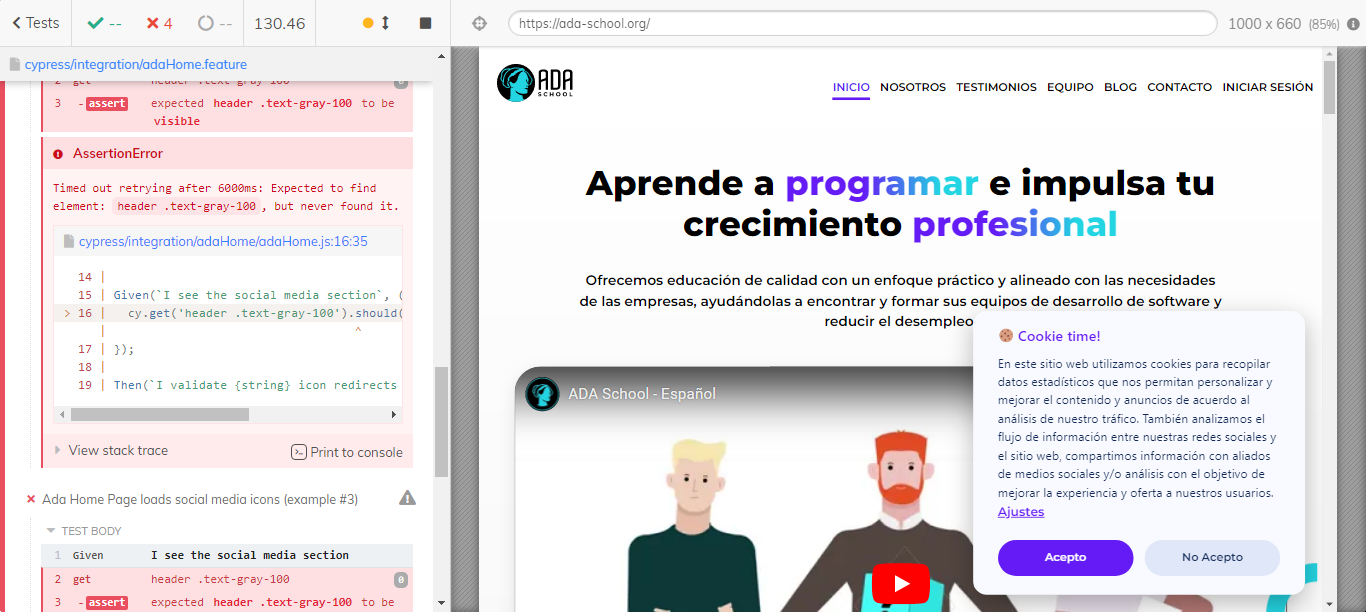 Tests
--
4
--
130.46
https://ada-school.org/
1000 x 660 (85%)
cypress/integration/adaHome.feature
2 get header .text-gray-100 0
3 -assert expected header .text-gray-100 to be
visible
AssertionError
Timed out retrying after 6000ms: Expected to find
element: header .text-gray-100, but never found it.
cypress/integration/adaHome/adaHome.js:16:35
14 |
15 | Given(`I see the social media section`, (
> 16 | cy.get('header .text-gray-100').should(
| ^
17 | });
18 |
19 | Then(`I validate {string} icon redirects
View stack trace
Print to console
Ada Home Page loads social media icons (example #3)
TEST BODY
1 Given I see the social media section
2 get header .text-gray-100 0
3 -assert expected header .text-gray-100 to be
ADA
SCHOOL
INICIO NOSOTROS TESTIMONIOS EQUIPO BLOG CONTACTO INICIAR SESIÓN
Aprende a programar e impulsa tu
crecimiento profesional
Ofrecemos educación de calidad con un enfoque práctico y alineado con las necesidades
de las empresas, ayudándolas a encontrar y formar sus equipos de desarrollo de software y
reducir el desempleo
ADA School - Español
Cookie time!
En este sitio web utilizamos cookies para recopilar
datos estadísticos que nos permitan personalizar y
mejorar el contenido y anuncios de acuerdo al
análisis de nuestro tráfico. También analizamos el
flujo de información entre nuestras redes sociales y
el sitio web, compartimos información con aliados
de medios sociales y/o análisis con el objetivo de
mejorar la experiencia y oferta a nuestros usuarios.
Ajustes
Acepto
No Acepto